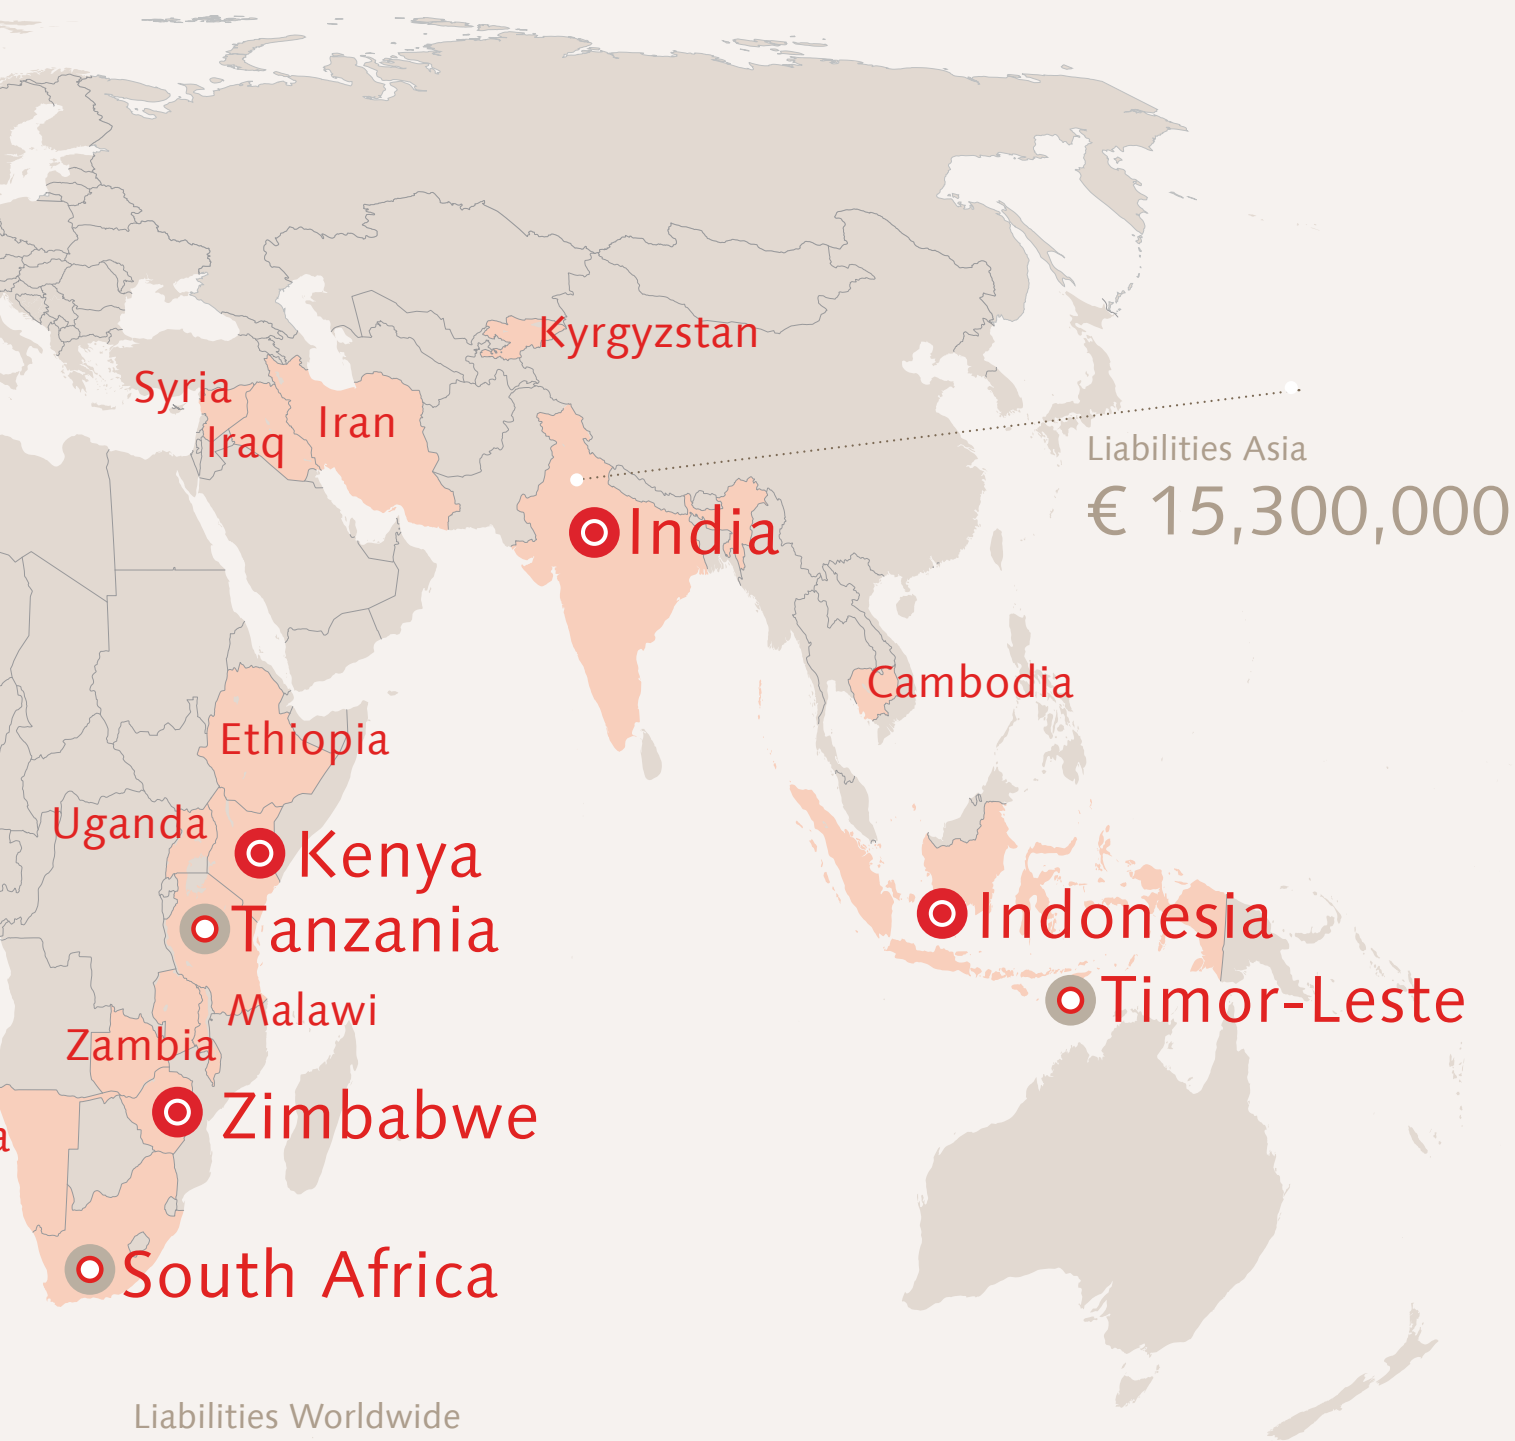 Kyrgyzstan
Syria
Iran
Iraq
Liabilities Asia
€ 15,300,000
India
Cambodia
Ethiopia
Uganda
Kenya
Indonesia
Tanzania
Timor-Leste
Malawi
Zambia
Zimbabwe
a
South Africa
Liabilities Worldwide